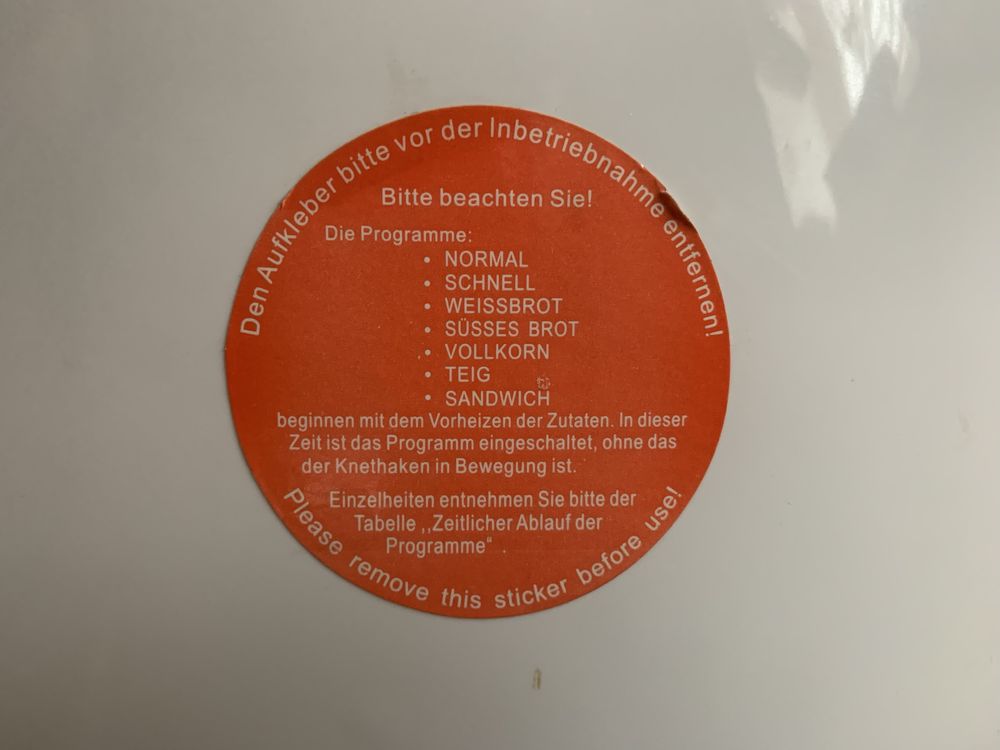 Den Aufkleber bitte vor der Inbetriebnahme entfernen!
Bitte beachten Sie!
Die Programme:
• NORMAL
• SCHNELL
• WEISSBROT
• SÜSSES BROT
• VOLLKORN
• TEIG
• SANDWICH
beginnen mit dem Vorheizen der Zutaten. In dieser
Zeit ist das Programm eingeschaltet, ohne das
der Knethaken in Bewegung ist.
Einzelheiten entnehmen Sie bitte der
Tabelle ,,Zeitlicher Ablauf der
Programme“ .
Please remove this sticker before use!